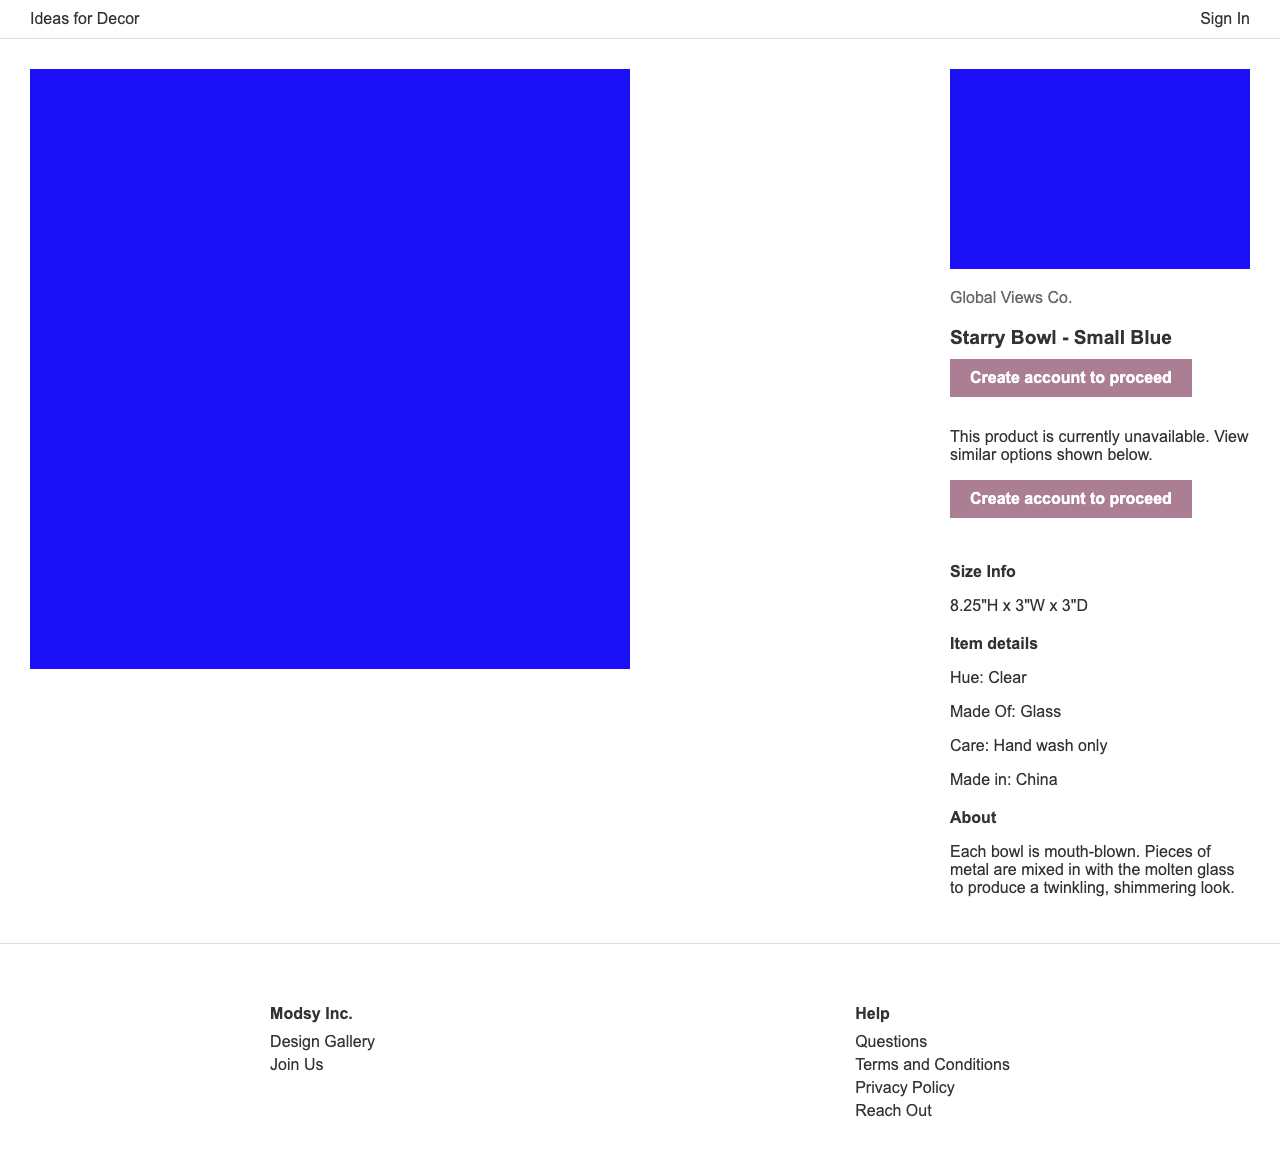 Ideas for Decor
Sign In
Global Views Co.
Starry Bowl - Small Blue
Create account to proceed
This product is currently unavailable. View
similar options shown below.
Create account to proceed
Size Info
8.25"H x 3"W x 3"D
Item details
Hue: Clear
Made Of: Glass
Care: Hand wash only
Made in: China
About
Each bowl is mouth-blown. Pieces of
metal are mixed in with the molten glass
to produce a twinkling, shimmering look.
Modsy Inc.
Design Gallery
Join Us
Help
Questions
Terms and Conditions
Privacy Policy
Reach Out